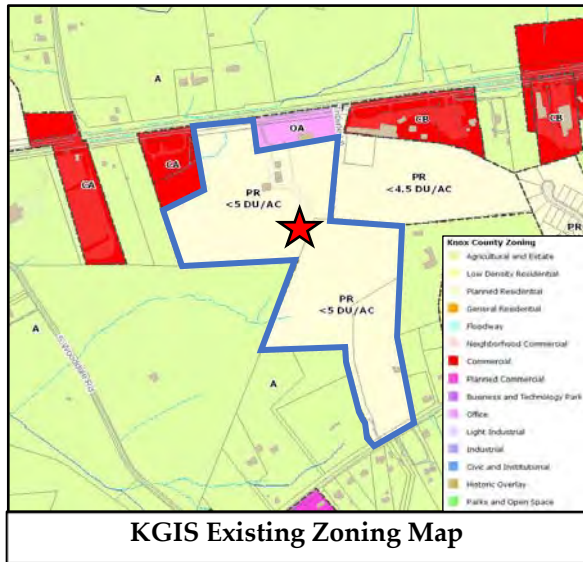 A
OA
CB
CB
CA
CA
PR
<5 DU/AC
PR
<4.5 DU/AC
PR
PR
<5 DU/AC
A
S Wooddale Rd
A
Knox County Zoning
Agricultural and Estate
Low Density Residential
Planned Residential
General Residential
Floodway
Neighborhood Commercial
Commercial
Planned Commercial
Business and Technology Park
Office
Light Industrial
Industrial
Civic and Institutional
Historic Overlay
Parks and Open Space
KGIS Existing Zoning Map